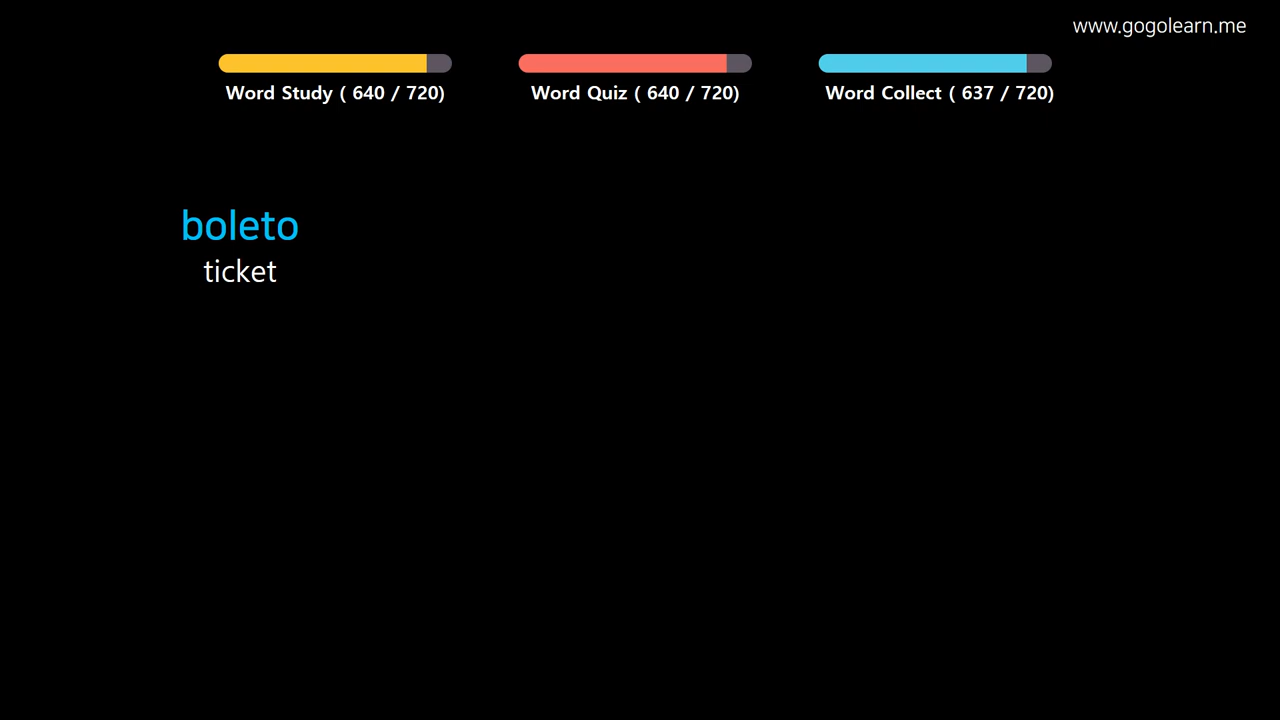 www.gogolearn.me
Word Study ( 640 / 720)
Word Quiz ( 640 / 720)
Word Collect ( 637 / 720)
boleto
ticket